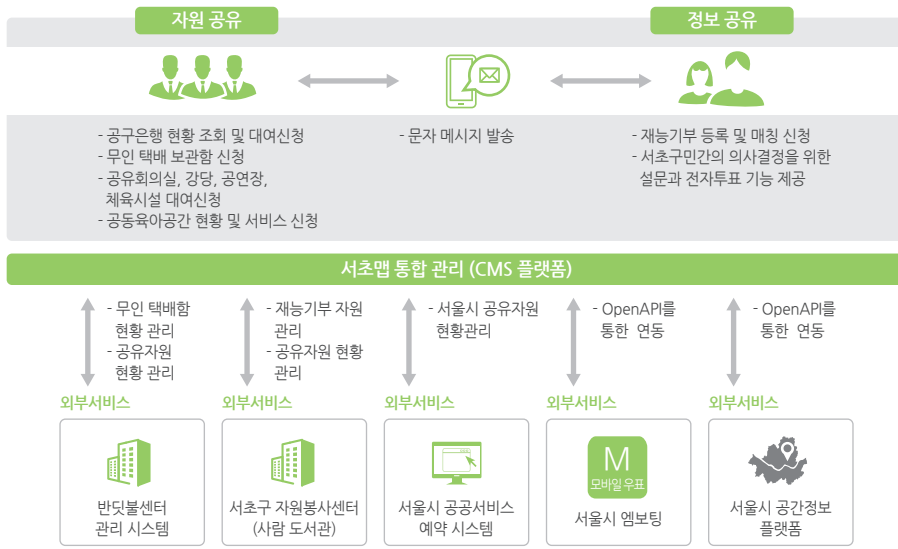 자원 공유
정보 공유
- 공구은행 현황 조회 및 대여신청
- 무인 택배 보관함 신청
- 공유회의실, 강당, 공연장,
체육시설 대여신청
- 공동육아공간 현황 및 서비스 신청
- 문자 메시지 발송
- 재능기부 등록 및 매칭 신청
- 서초구민간의 의사결정을 위한
설문과 전자투표 기능 제공
서초맵 통합 관리 (CMS 플랫폼)
- 무인 택배함
현황 관리
- 공유자원
현황 관리
- 재능기부 자원
관리
- 공유자원 현황
관리
- 서울시 공유자원
현황관리
- OpenAPI를
통한 연동
- OpenAPI를
통한 연동
외부서비스
외부서비스
외부서비스
외부서비스
외부서비스
반딧불센터
관리 시스템
서초구 자원봉사센터
(사람 도서관)
서울시 공공서비스
예약 시스템
M
모바일 우표
서울시 엠보팅
서울시 공간정보
플랫폼